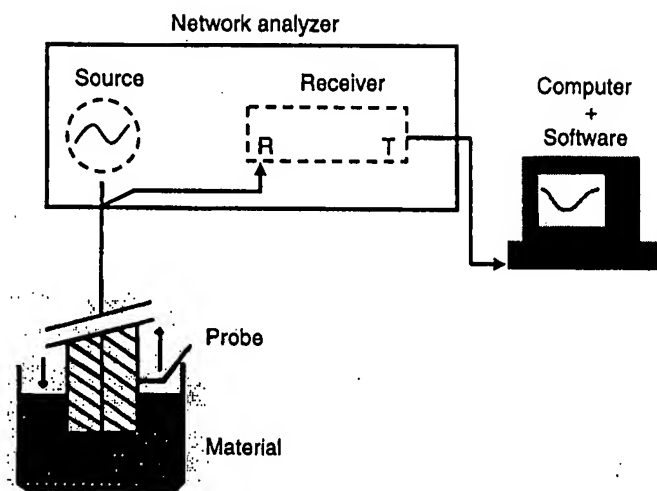 Network analyzer
Source
Receiver
R
T
Computer
+
Software
Probe
Material